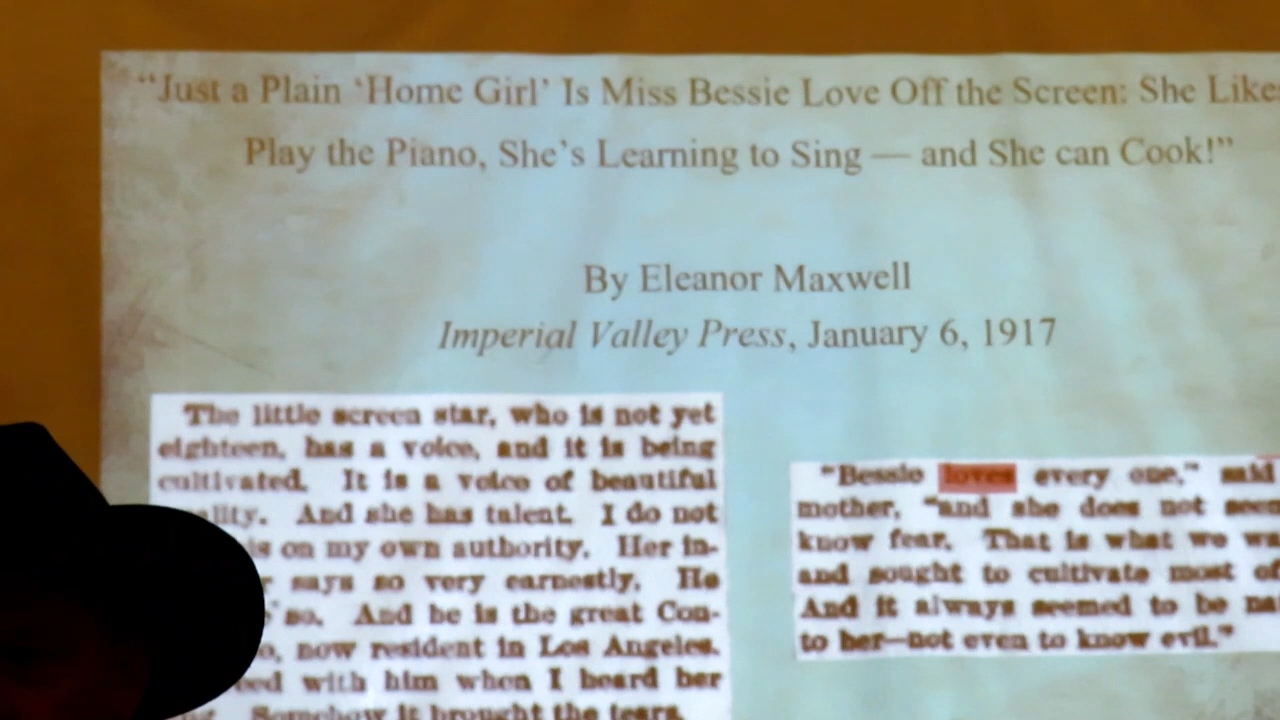 “Just a Plain ‘Home Girl’ Is Miss Bessie Love Off the Screen: She Like
Play the Piano, She’s Learning to Sing — and She can Cook!”
By Eleanor Maxwell
Imperial Valley Press, January 6, 1917
The little screen star, who is not yet
eighteen, has a voice, and it is being
cultivated. It is a voice of beautiful
And she has talent. I do not
on my own authority. Her in-
says so very earnestly. He
so. And he is the great Con-
now resident in Los Angeles.
with him when I heard her
Somehow it brought the tears.
“Bessie loves every one,” said
mother, “and she does not
know fear. That is what we
and sought to cultivate most
And it always seemed to be
to her—not even to know evil.”